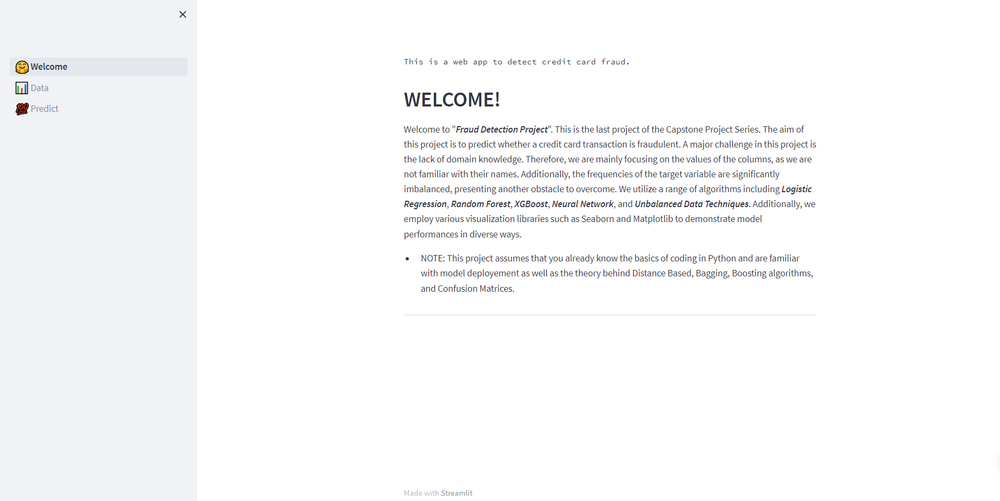 Welcome
Data
Predict
This is a web app to detect credit card fraud.
WELCOME!
Welcome to "Fraud Detection Project". This is the last project of the Capstone Project Series. The aim of
this project is to predict whether a credit card transaction is fraudulent. A major challenge in this project is
the lack of domain knowledge. Therefore, we are mainly focusing on the values of the columns, as we are
not familiar with their names. Additionally, the frequencies of the target variable are significantly
imbalanced, presenting another obstacle to overcome. We utilize a range of algorithms including Logistic
Regression, Random Forest, XGBoost, Neural Network, and Unbalanced Data Techniques. Additionally, we
employ various visualization libraries such as Seaborn and Matplotlib to demonstrate model
performances in diverse ways.
• NOTE: This project assumes that you already know the basics of coding in Python and are familiar
with model deployement as well as the theory behind Distance Based, Bagging, Boosting algorithms,
and Confusion Matrices.
Made with Streamlit